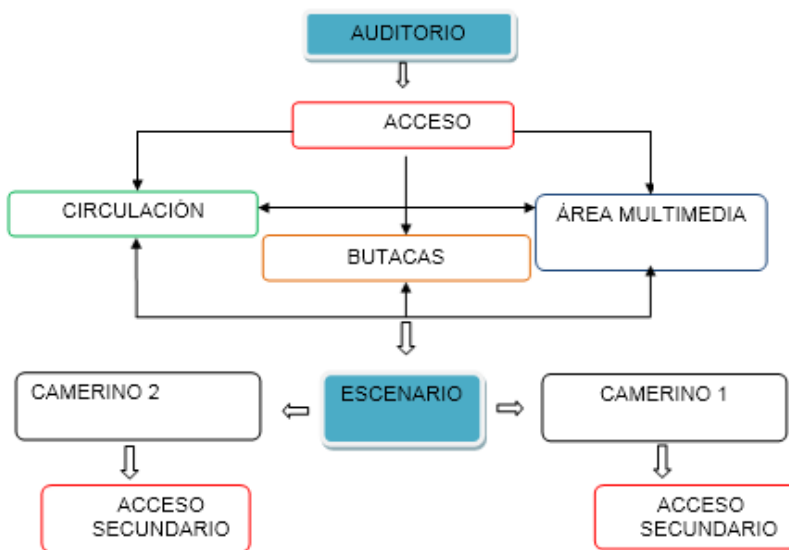 AUDITORIO
ACCESO
CIRCULACIÓN
ÁREA MULTIMEDIA
BUTACAS
CAMERINO 2
ESCENARIO
CAMERINO 1
ACCESO
SECUNDARIO
ACCESO
SECUNDARIO